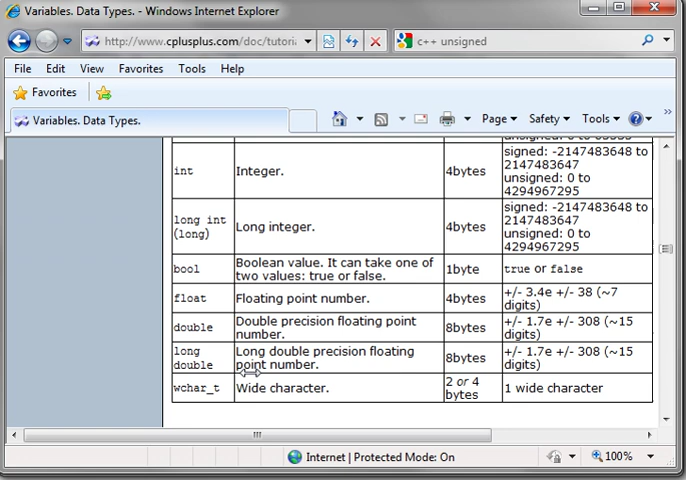 Variables. Data Types. - Windows Internet Explorer
http://www.cplusplus.com/doc/tutoria
c++ unsigned
File Edit View Favorites Tools Help
Favorites
Variables. Data Types.
Page Safety Tools
int
Integer.
4bytes
signed: -2147483648 to
2147483647
unsigned: 0 to
4294967295
long int
(long)
Long integer.
4bytes
signed: -2147483648 to
2147483647
unsigned: 0 to
4294967295
bool
Boolean value. It can take one of
two values: true or false.
1byte
true or false
float
Floating point number.
4bytes
+/- 3.4e +/- 38 (~7
digits)
double
Double precision floating point
number.
8bytes
+/- 1.7e +/- 308 (~15
digits)
long
double
Long double precision floating
point number.
8bytes
+/- 1.7e +/- 308 (~15
digits)
wchar_t
Wide character.
2 or 4
bytes
1 wide character
Internet | Protected Mode: On
100%